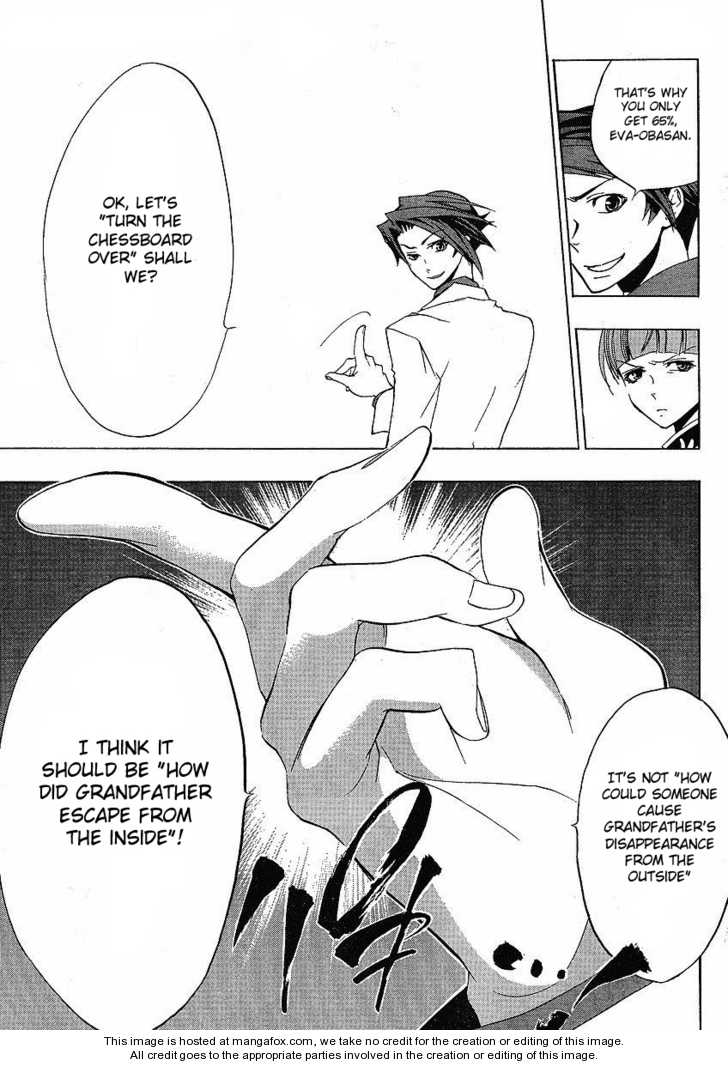 THAT'S WHY
YOU ONLY
GET 65%,
EVA-OBASAN.
OK, LET'S
"TURN THE
CHESSBOARD
OVER" SHALL
WE?
IT'S NOT "HOW
COULD SOMEONE
CAUSE
GRANDFATHER'S
DISAPPEARANCE
FROM THE
OUTSIDE"
I THINK IT
SHOULD BE "HOW
DID GRANDFATHER
ESCAPE FROM
THE INSIDE"!
This image is hosted at mangafox.com, we take no credit for the creation or editing of this image.
All credit goes to the appropriate parties involved in the creation or editing of this image.